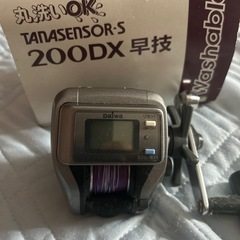 丸洗いOK
TANASENSOR·S
200DX 早技
Washable
Daiwa